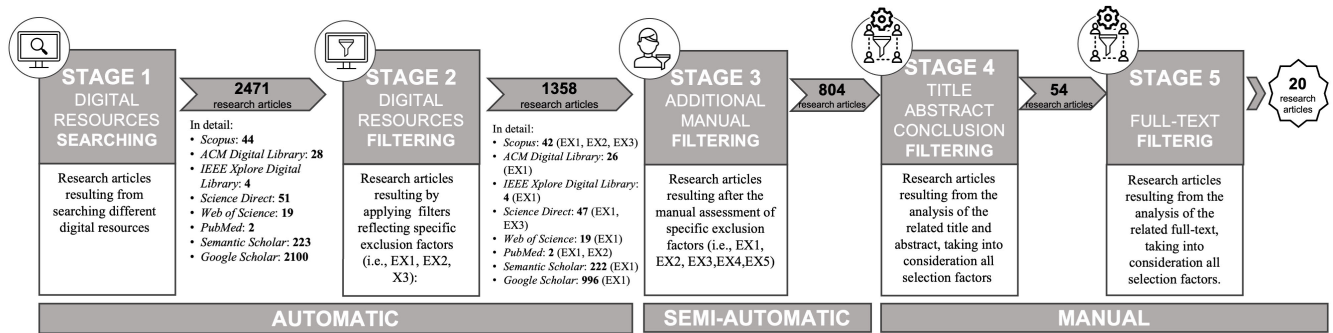 STAGE 1
DIGITAL
RESOURCES
SEARCHING
Research articles
resulting from
searching different
digital resources
2471
research articles
In detail:
• Scopus: 44
• ACM Digital Library: 28
• IEEE Xplore Digital
Library: 4
• Science Direct: 51
• Web of Science: 19
• PubMed: 2
• Semantic Scholar: 223
• Google Scholar: 2100
STAGE 2
DIGITAL
RESOURCES
FILTERING
Research articles
resulting by
applying filters
reflecting specific
exclusion factors
(i.e., EX1, EX2,
X3):
1358
research articles
In detail:
• Scopus: 42 (EX1, EX2, EX3)
• ACM Digital Library: 26
(EX1)
• IEEE Xplore Digital Library:
4 (EX1)
• Science Direct: 47 (EX1,
EX3)
• Web of Science: 19 (EX1)
• PubMed: 2 (EX1, EX2)
• Semantic Scholar: 222 (EX1)
• Google Scholar: 996 (EX1)
STAGE 3
ADDITIONAL
MANUAL
FILTERING
Research articles
resulting after the
manual assessment of
specific exclusion
factors (i.e., EX1,
EX2, EX3,EX4,EX5)
804
research articles
STAGE 4
TITLE
ABSTRACT
CONCLUSION
FILTERING
Research articles
resulting from the
analysis of the
related title and
abstract, taking into
consideration all
selection factors
54
research articles
STAGE 5
FULL-TEXT
FILTERIG
Research articles
resulting from the
analysis of the
related full-text,
taking into
consideration all
selection factors.
20
research
articles
AUTOMATIC
SEMI-AUTOMATIC
MANUAL